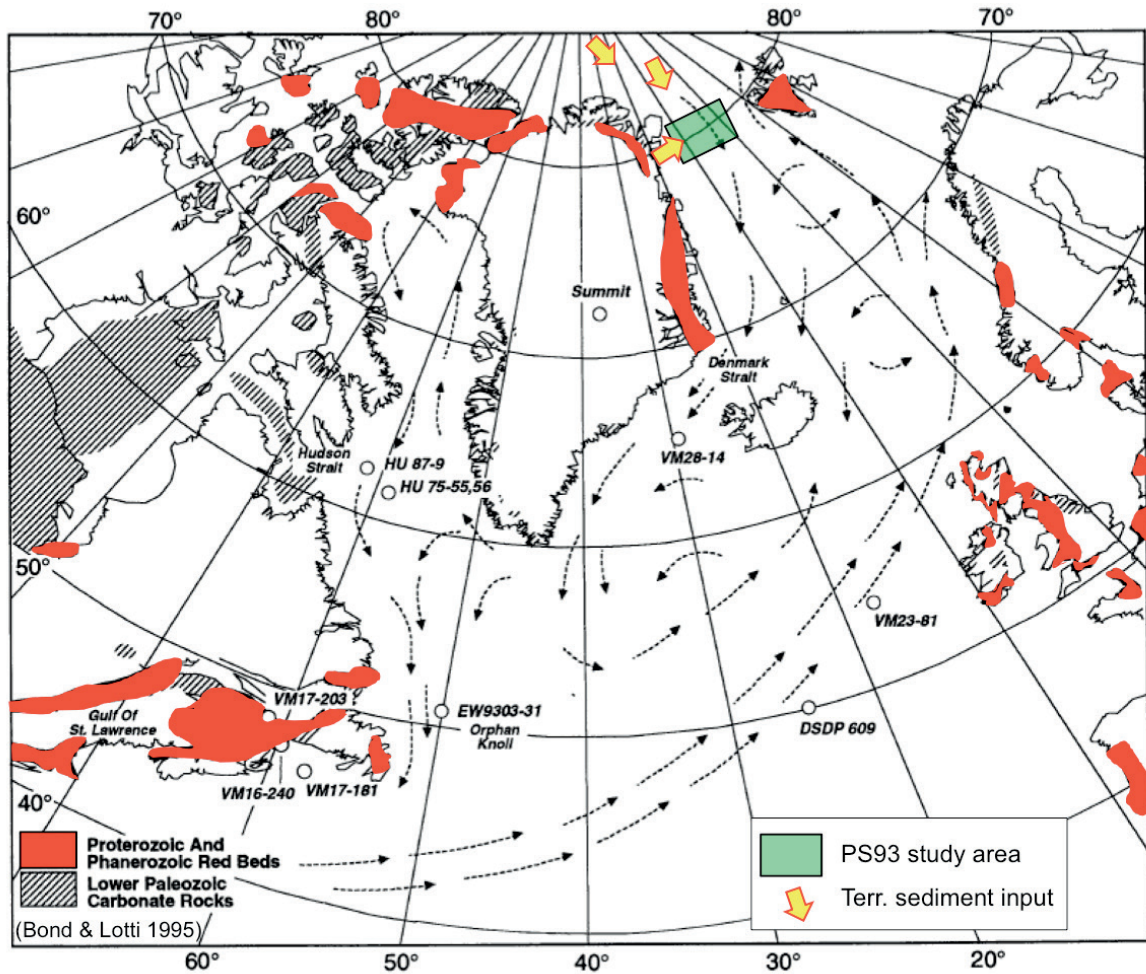 70°
80°
80°
70°
60°
Summit
Denmark
Strait
VM28-14
Hudson
Strait
HU 87-9
HU 75-55,56
50°
VM23-81
VM17-203
Gulf Of
St. Lawrence
EW9303-31
Orphan
Knoll
DSDP 609
VM16-240
VM17-181
40°
Proterozoic And
Phanerozoic Red Beds
Lower Paleozoic
Carbonate Rocks
(Bond & Lotti 1995)
PS93 study area
Terr. sediment input
60°
50°
40°
30°
20°